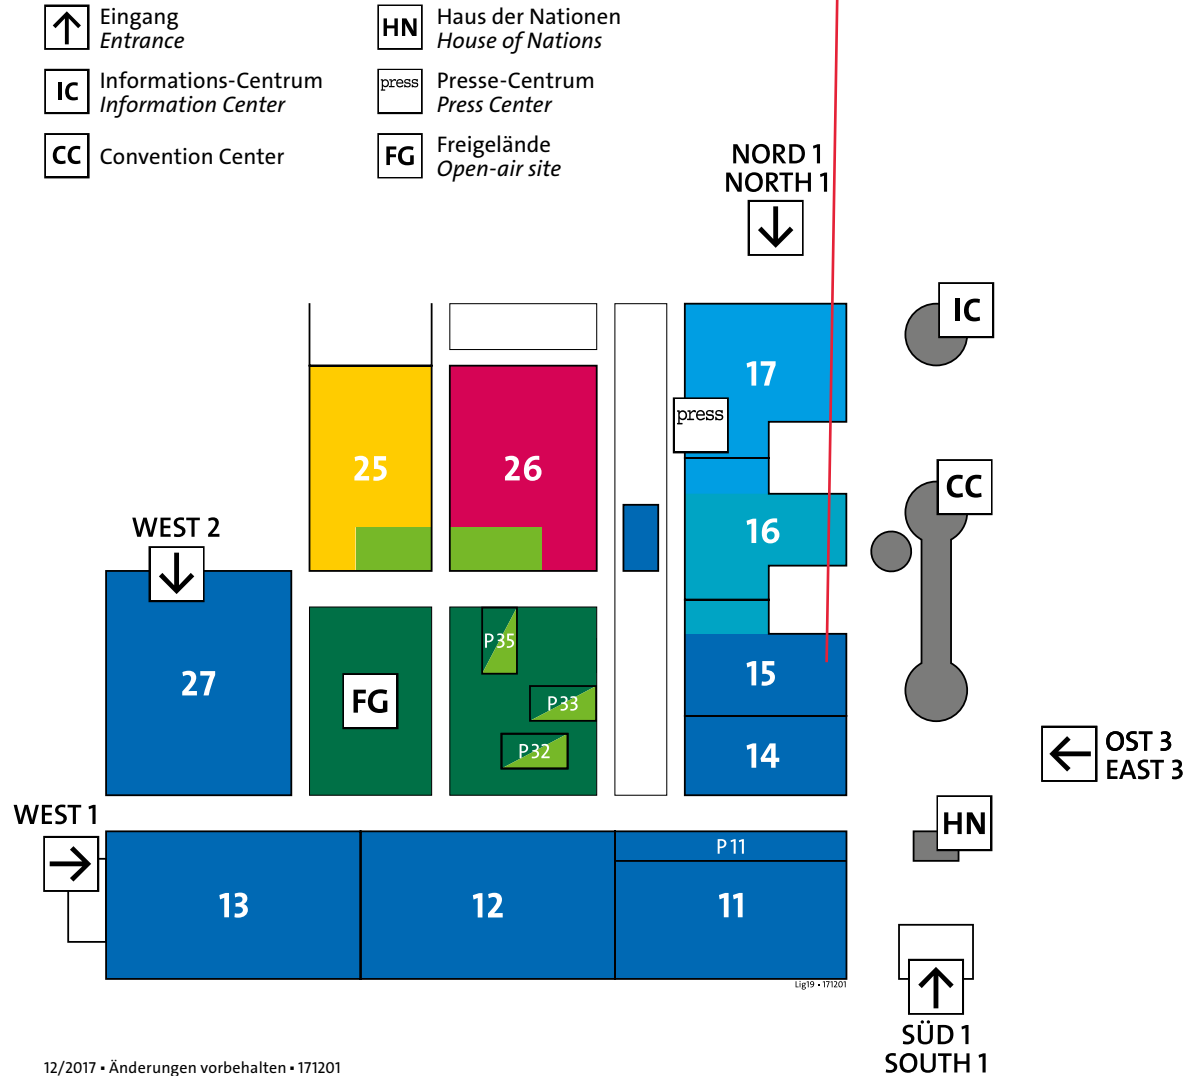 Eingang
Entrance
HN
Haus der Nationen
House of Nations
IC
Informations-Centrum
Information Center
press
Presse-Centrum
Press Center
CC
Convention Center
FG
Freigelände
Open-air site
NORD 1
NORTH 1
IC
17
press
25
26
CC
16
WEST 2
P35
15
27
FG
P33
P32
14
OST 3
EAST 3
WEST 1
HN
P 11
13
12
11
Lig19 • 171201
SÜD 1
SOUTH 1
12/2017 ▪ Änderungen vorbehalten ▪ 171201